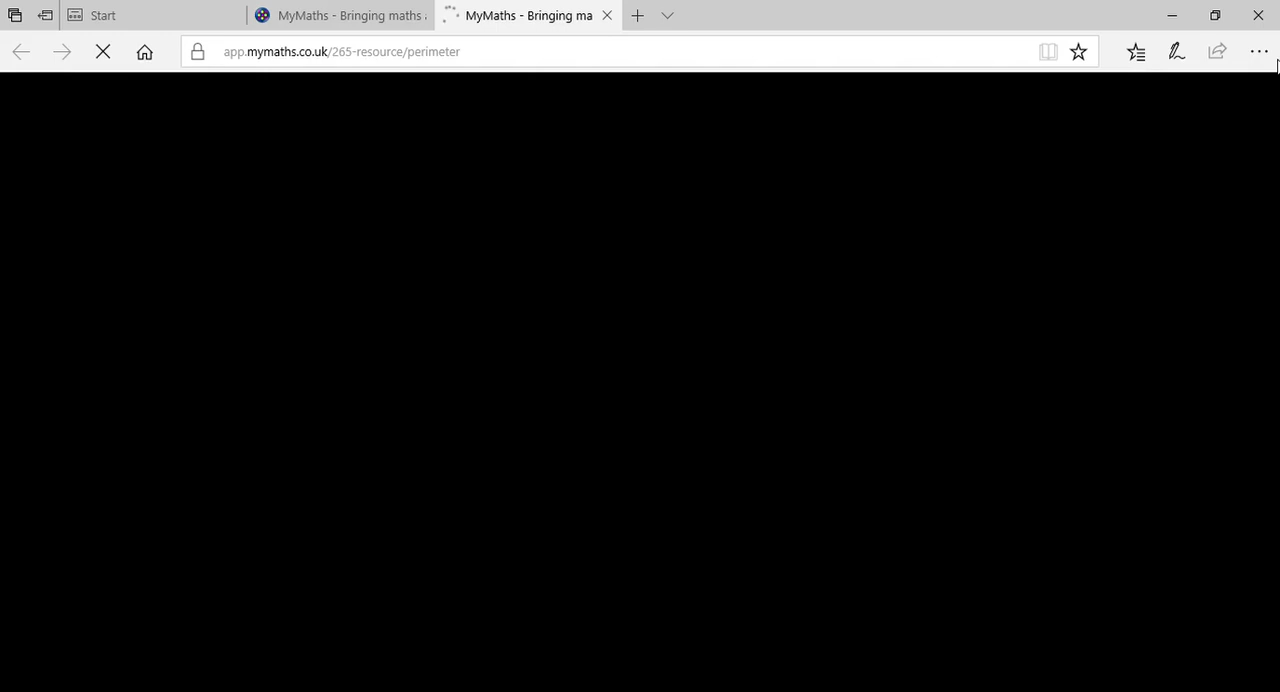 Start
MyMaths - Bringing maths
MyMaths - Bringing ma
app.mymaths.co.uk/265-resource/perimeter